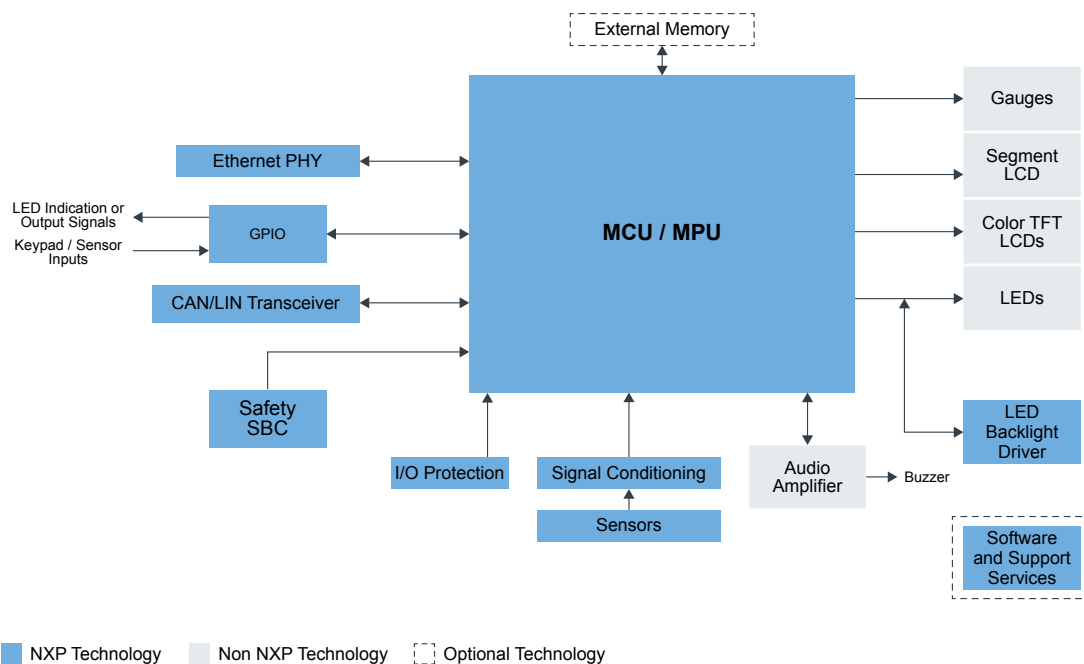 External Memory
Gauges
Ethernet PHY
Segment
LCD
LED Indication or
Output Signals
GPIO
Keypad / Sensor
Inputs
MCU / MPU
Color TFT
LCDs
CAN/LIN Transceiver
LEDs
Safety
SBC
LED
Backlight
Driver
I/O Protection
Signal Conditioning
Audio
Amplifier
Buzzer
Sensors
Software
and Support
Services
NXP Technology
Non NXP Technology
Optional Technology